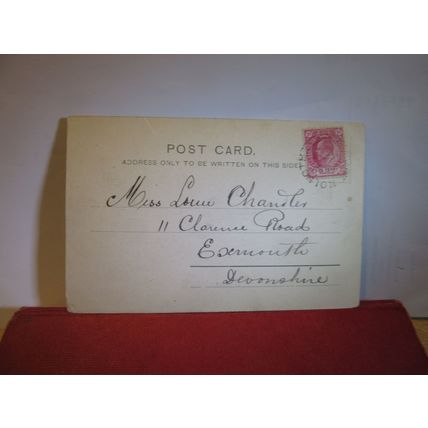 POST CARD.
ADDRESS ONLY TO BE WRITTEN ON THIS SIDE
Miss Louie Chandler
11 Clarence Road
Exmouth
Devonshire